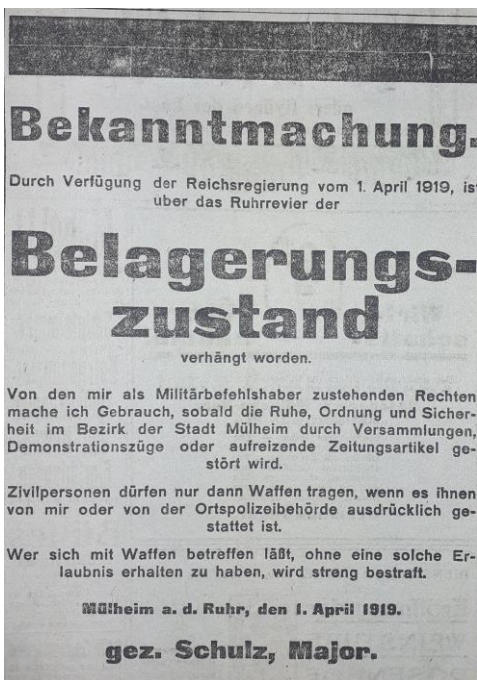 Bekanntmachung.
Durch Verfügung der Reichsregierung vom 1. April 1919, ist
uber das Ruhrrevier der
Belagerungs-
zustand
verhängt worden.
Von den mir als Militärbefehlshaber zustehenden Rechten
mache ich Gebrauch, sobald die Ruhe, Ordnung und Sicher-
heit im Bezirk der Stadt Mülheim durch Versammlungen,
Demonstrationszüge oder aufreizende Zeitungsartikel ge-
stört wird.
Zivilpersonen dürfen nur dann Waffen tragen, wenn es ihnen
von mir oder von der Ortspolizeibehörde ausdrücklich ge-
stattet ist.
Wer sich mit Waffen betreffen läßt, ohne eine solche Er-
laubnis erhalten zu haben, wird streng bestraft.
Mülheim a. d. Ruhr, den 1. April 1919.
gez. Schulz, Major.